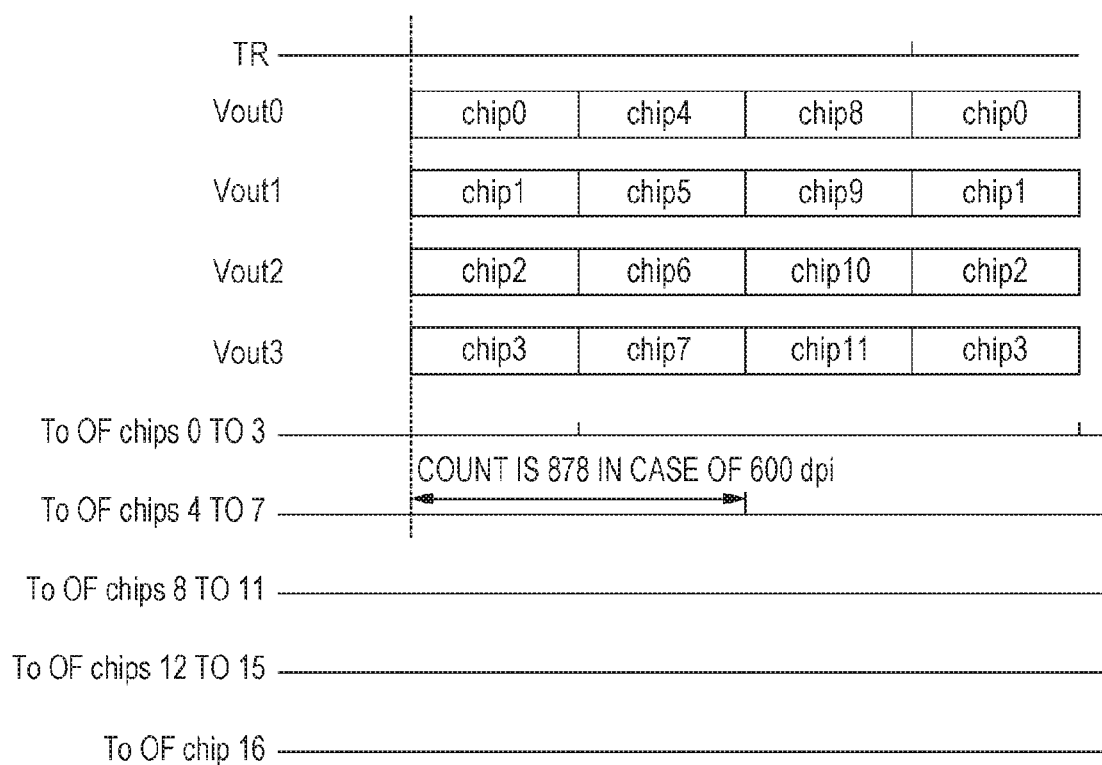 TR
Vout0 chip0 chip4 chip8 chip0
Vout1 chip1 chip5 chip9 chip1
Vout2 chip2 chip6 chip10 chip2
Vout3 chip3 chip7 chip11 chip3
To OF chips 0 TO 3
COUNT IS 878 IN CASE OF 600 dpi
To OF chips 4 TO 7
To OF chips 8 TO 11
To OF chips 12 TO 15
To OF chip 16